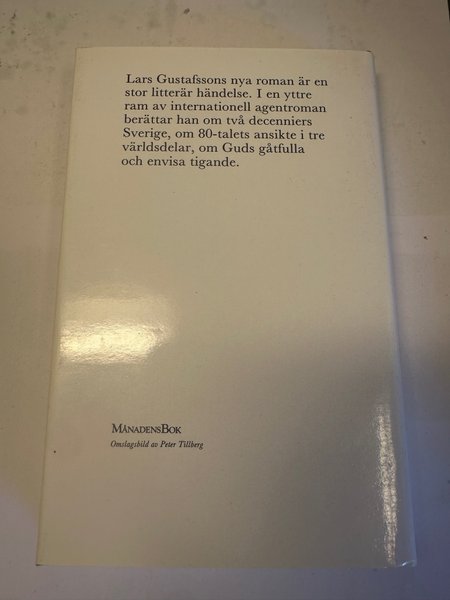 Lars Gustafssons nya roman är en
stor litterär händelse. I en yttre
ram av internationell agentroman
berättar han om två decenniers
Sverige, om 80-talets ansikte i tre
världsdelar, om Guds gåtfulla
och envisa tigande.
MÅNADENSBOK
Omslagsbild av Peter Tillberg